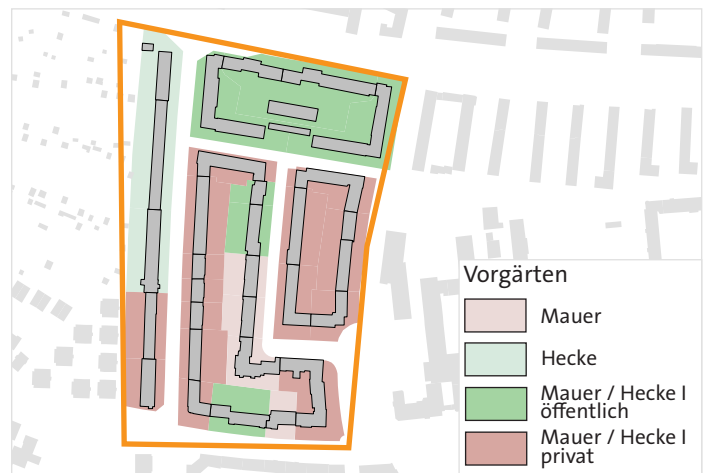 Vorgärten
Mauer
Hecke
Mauer / Hecke I
öffentlich
Mauer / Hecke I
privat